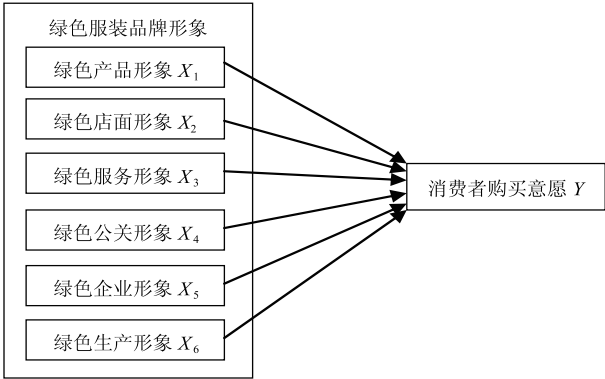 绿色服装品牌形象
绿色产品形象 X1
绿色店面形象 X2
绿色服务形象 X3
绿色公关形象 X4
绿色企业形象 X5
绿色生产形象 X6
消费者购买意愿 Y